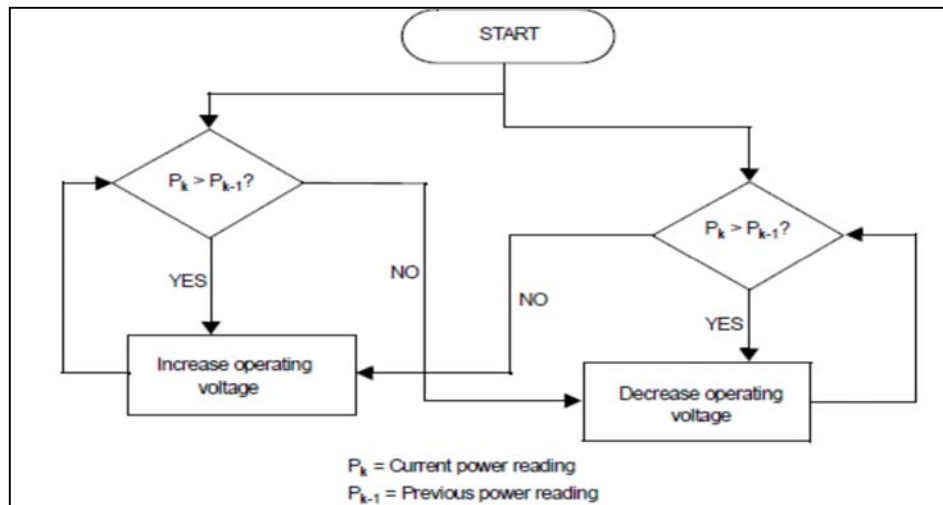 START
Pk > Pk-1?
Pk > Pk-1?
YES
NO
NO
YES
Increase operating
voltage
Decrease operating
voltage
Pk = Current power reading
Pk-1 = Previous power reading